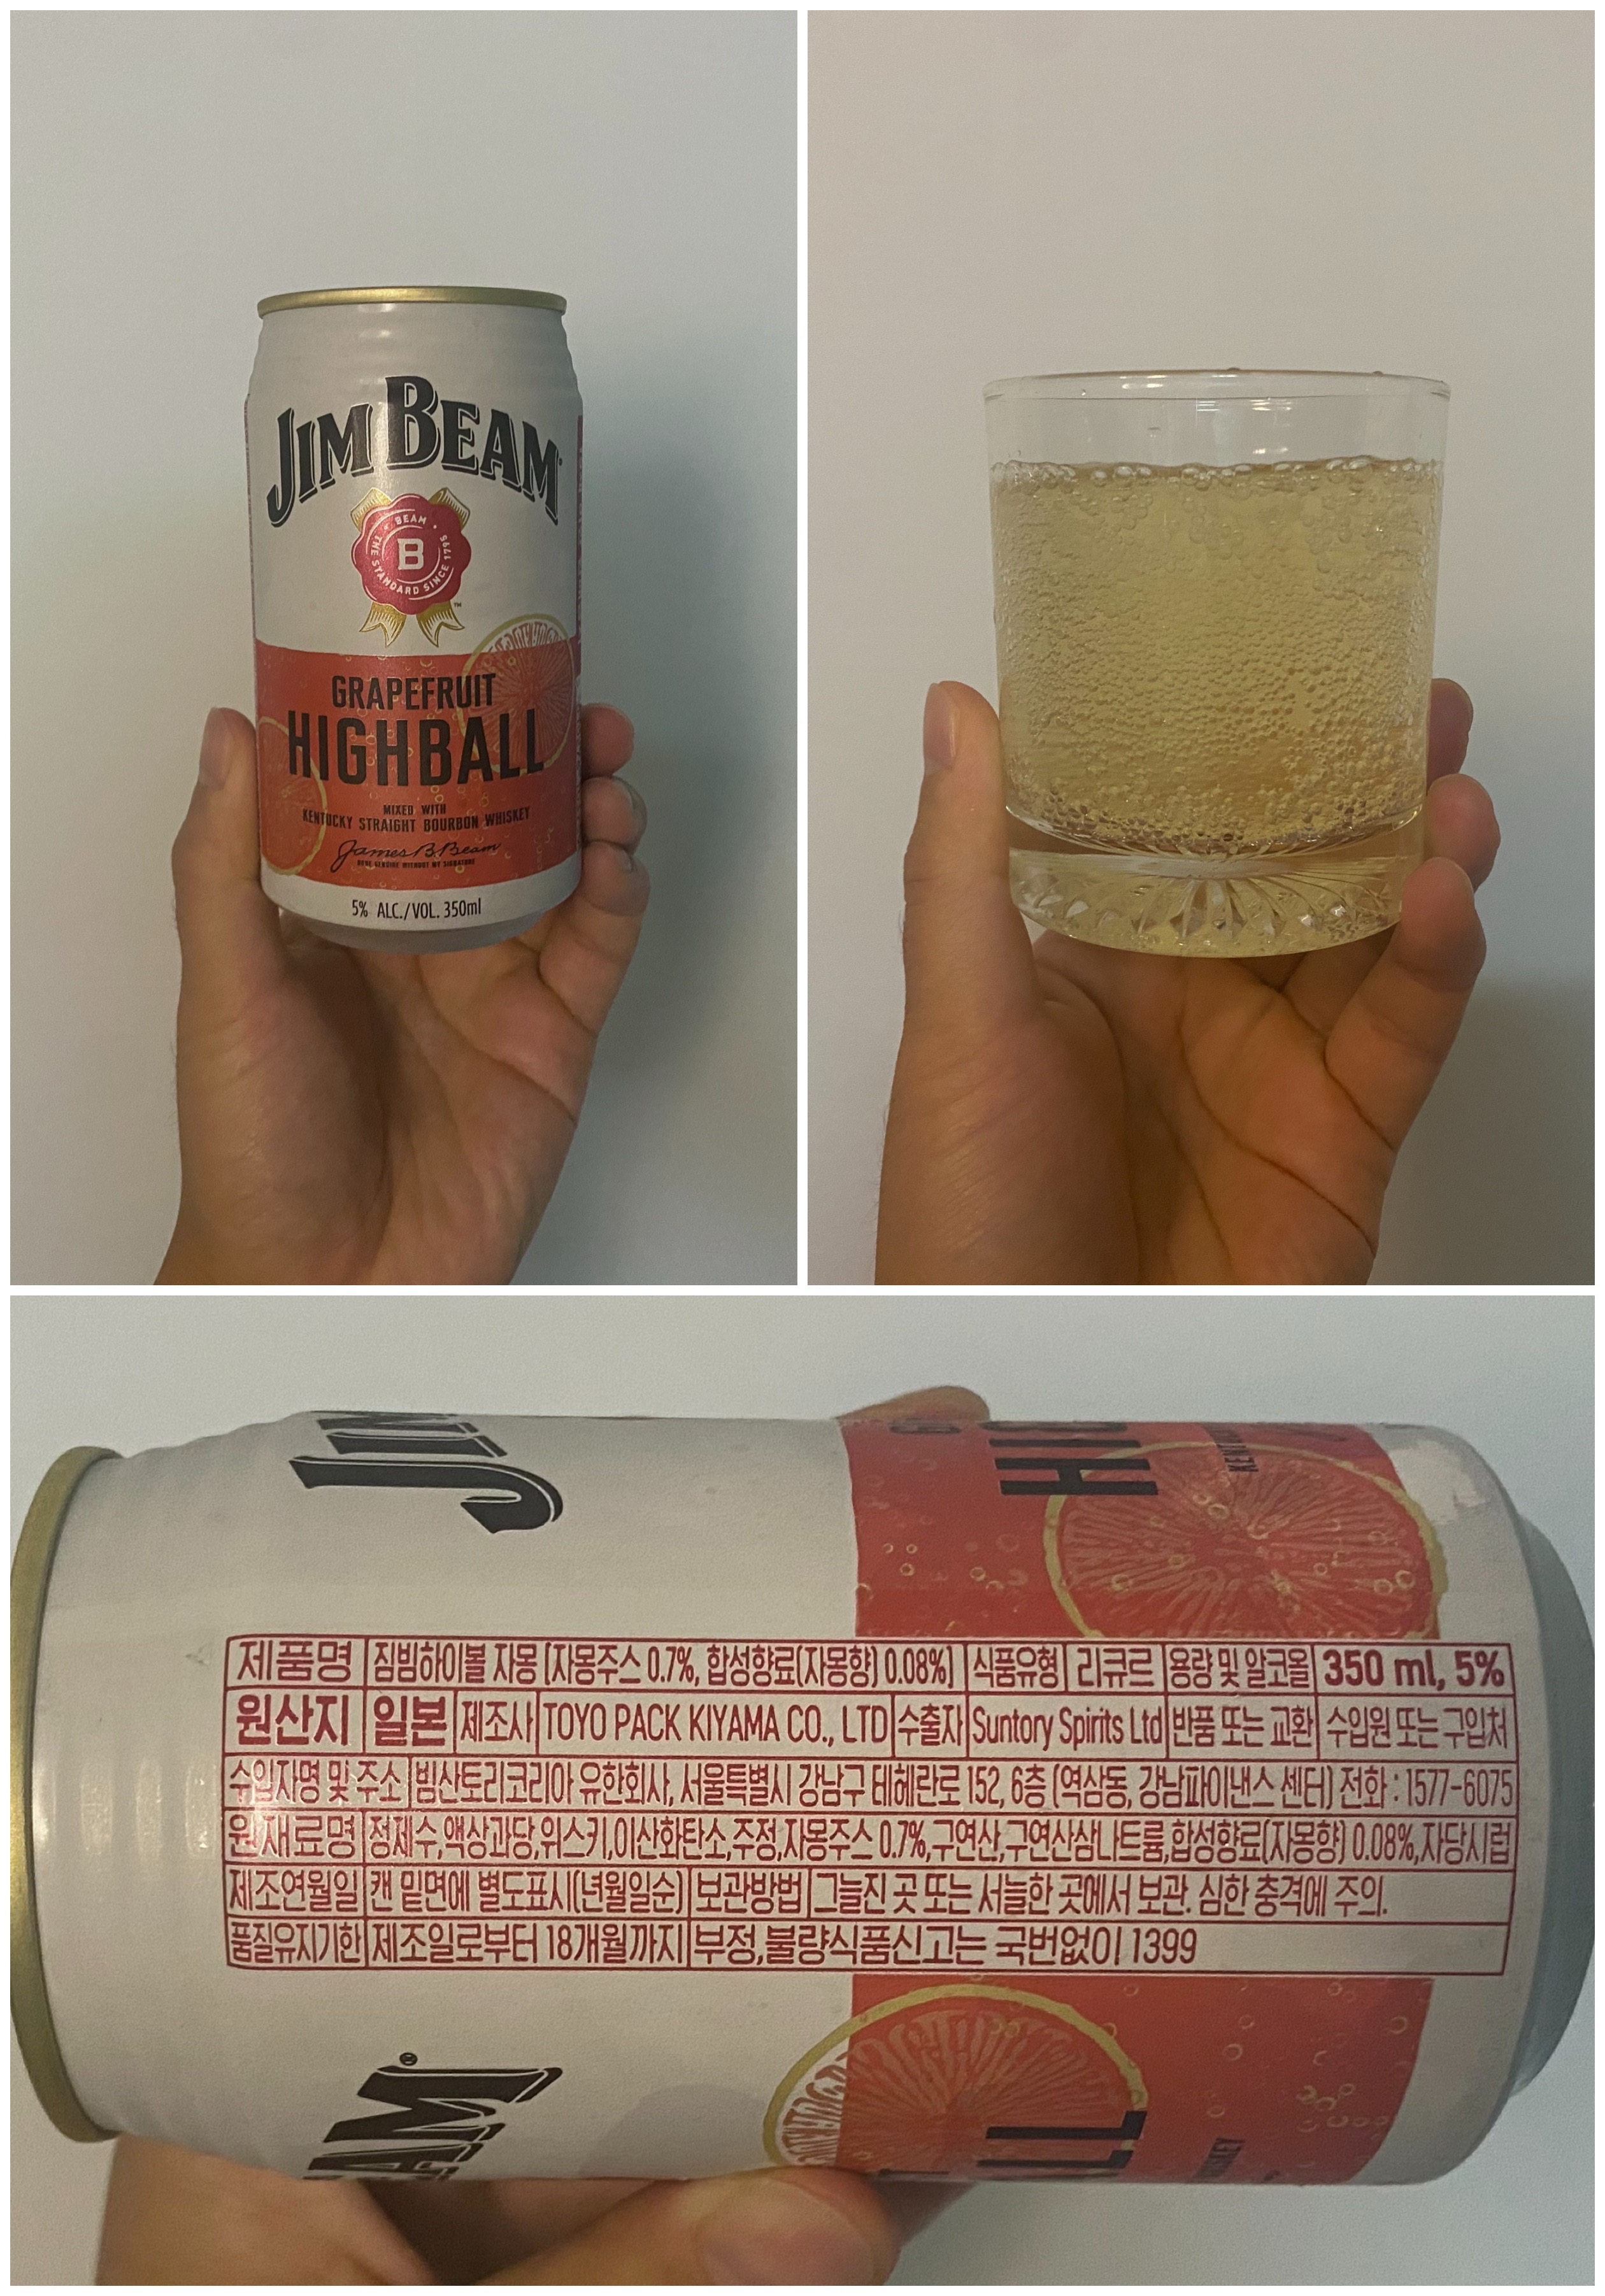 JIM BEAM
BEAM
THE STANDARD SINCE 1795
B
GRAPEFRUIT
HIGHBALL
MIXED WITH
KENTUCKY STRAIGHT BOURBON WHISKEY
James B. Beam
NONE GENUINE WITHOUT MY SIGNATURE
5% ALC./VOL. 350ml
JIM
HIG
KENT
제품명 짐빔하이볼 자몽 [자몽주스 0.7%, 합성향료(자몽향) 0.08%] 식품유형 리큐르 용량 및 알코올 350 ml, 5%
원산지 일본 제조사 TOYO PACK KIYAMA CO., LTD 수출자 Suntory Spirits Ltd 반품 또는 교환 수입원 또는 구입처
수입자명 및 주소 빔산토리코리아 유한회사, 서울특별시 강남구 테헤란로 152, 6층 (역삼동, 강남파이낸스 센터) 전화 : 1577-6075
원재료명 정제수,액상과당,위스키,이산화탄소,주정,자몽주스 0.7%,구연산,구연산삼나트륨,합성향료(자몽향) 0.08%,자당시럽
제조연월일 캔 밑면에 별도표시(년월일순) 보관방법 그늘진 곳 또는 서늘한 곳에서 보관. 심한 충격에 주의.
품질유지기한 제조일로부터 18개월까지 부정,불량식품신고는 국번없이 1399
EAM
LL